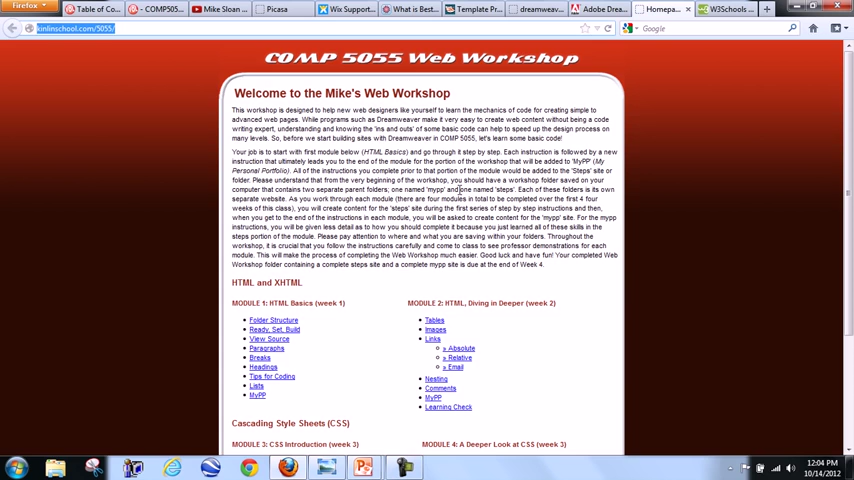 Firefox
Table of Co...
- COMP5055...
Mike Sloan ...
Picasa
Wix Support...
What is Best...
Template Pr...
dreamweav...
Adobe Drea...
Homepa...
W3Schools ...
kinlinschool.com/5055/
Google
COMP 5055 Web Workshop
Welcome to the Mike's Web Workshop
This workshop is designed to help new web designers like yourself to learn the mechanics of code for creating simple to
advanced web pages. While programs such as Dreamweaver make it very easy to create web content without being a code
writing expert, understanding and knowing the 'ins and outs' of some basic code can help to speed up the design process on
many levels. So, before we start building sites with Dreamweaver in COMP 5055, let's learn some basic code!
Your job is to start with first module below (HTML Basics) and go through it step by step. Each instruction is followed by a new
instruction that ultimately leads you to the end of the module for the portion of the workshop that will be added to 'MyPP' (My
Personal Portfolio). All of the instructions you complete prior to that portion of the module would be added to the 'Steps' site or
folder. Please understand that from the very beginning of the workshop, you should have a workshop folder saved on your
computer that contains two separate parent folders; one named 'mypp' and one named 'steps'. Each of these folders is its own
separate website. As you work through each module (there are four modules in total to be completed over the first 4 four
weeks of this class), you will create content for the 'steps' site during the first series of step by step instructions and then,
when you get to the end of the instructions in each module, you will be asked to create content for the 'mypp' site. For the mypp
instructions, you will be given less detail as to how you should complete it because you just learned all of these skills in the
steps portion of the module. Please pay attention to where and what you are saving within your folders. Throughout the
workshop, it is crucial that you follow the instructions carefully and come to class to see professor demonstrations for each
module. This will make the process of completing the Web Workshop much easier. Good luck and have fun! Your completed Web
Workshop folder containing a complete steps site and a complete mypp site is due at the end of Week 4.
HTML and XHTML
MODULE 1: HTML Basics (week 1)
Folder Structure
Ready, Set, Build
View Source
Paragraphs
Breaks
Headings
Tips for Coding
Lists
MyPP
MODULE 2: HTML, Diving in Deeper (week 2)
Tables
Images
Links
» Absolute
» Relative
» Email
Nesting
Comments
MyPP
Learning Check
Cascading Style Sheets (CSS)
MODULE 3: CSS Introduction (week 3)
MODULE 4: A Deeper Look at CSS (week 3)
12:04 PM
10/14/2012